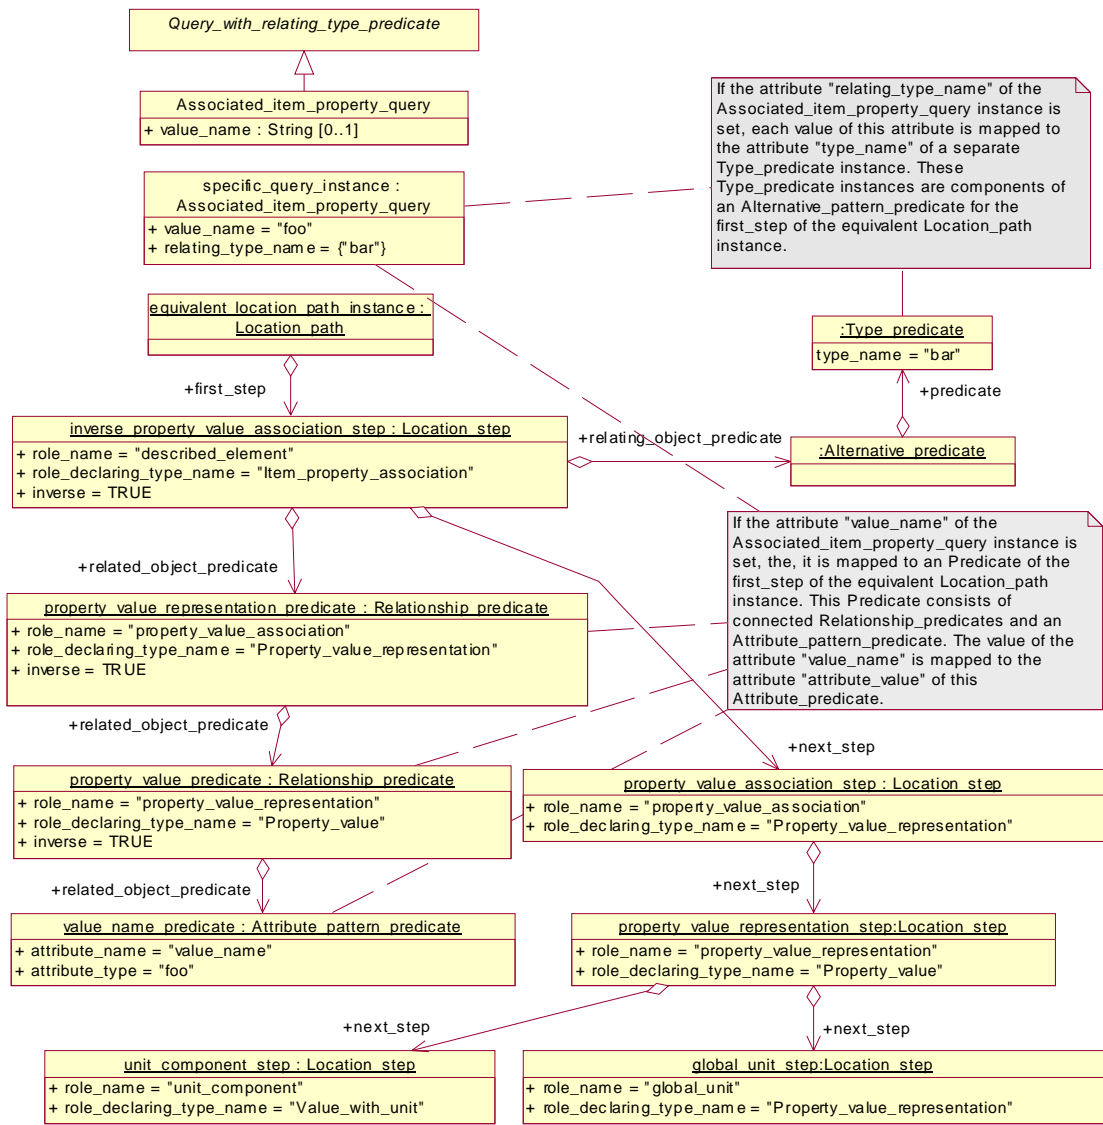 Query_with_relating_type_predicate
Associated_item_property_query
+ value_name : String [0..1]
specific_query_instance :
Associated_item_property_query
+ value_name = "foo"
+ relating_type_name = {"bar"}
If the attribute "relating_type_name" of the
Associated_item_property_query instance is
set, each value of this attribute is mapped to
the attribute "type_name" of a separate
Type_predicate instance. These
Type_predicate instances are components of
an Alternative_pattern_predicate for the
first_step of the equivalent Location_path
instance.
equivalent_location_path_instance :
Location_path
+first_step
:Type_predicate
type_name = "bar"
+predicate
inverse_property_value_association_step : Location_step
+ role_name = "described_element"
+ role_declaring_type_name = "Item_property_association"
+ inverse = TRUE
+relating_object_predicate
:Alternative_predicate
+related_object_predicate
If the attribute "value_name" of the
Associated_item_property_query instance is
set, the, it is mapped to an Predicate of the
first_step of the equivalent Location_path
instance. This Predicate consists of
connected Relationship_predicates and an
Attribute_pattern_predicate. The value of the
attribute "value_name" is mapped to the
attribute "attribute_value" of this
Attribute_predicate.
property_value_representation_predicate : Relationship_predicate
+ role_name = "property_value_association"
+ role_declaring_type_name = "Property_value_representation"
+ inverse = TRUE
+related_object_predicate
+next_step
property_value_predicate : Relationship_predicate
+ role_name = "property_value_representation"
+ role_declaring_type_name = "Property_value"
+ inverse = TRUE
property_value_association_step : Location_step
+ role_name = "property_value_association"
+ role_declaring_type_name = "Property_value_representation"
+related_object_predicate
+next_step
value_name_predicate : Attribute_pattern_predicate
+ attribute_name = "value_name"
+ attribute_type = "foo"
property_value_representation_step:Location_step
+ role_name = "property_value_representation"
+ role_declaring_type_name = "Property_value"
+next_step
+next_step
unit_component_step : Location_step
+ role_name = "unit_component"
+ role_declaring_type_name = "Value_with_unit"
global_unit_step:Location_step
+ role_name = "global_unit"
+ role_declaring_type_name = "Property_value_representation"